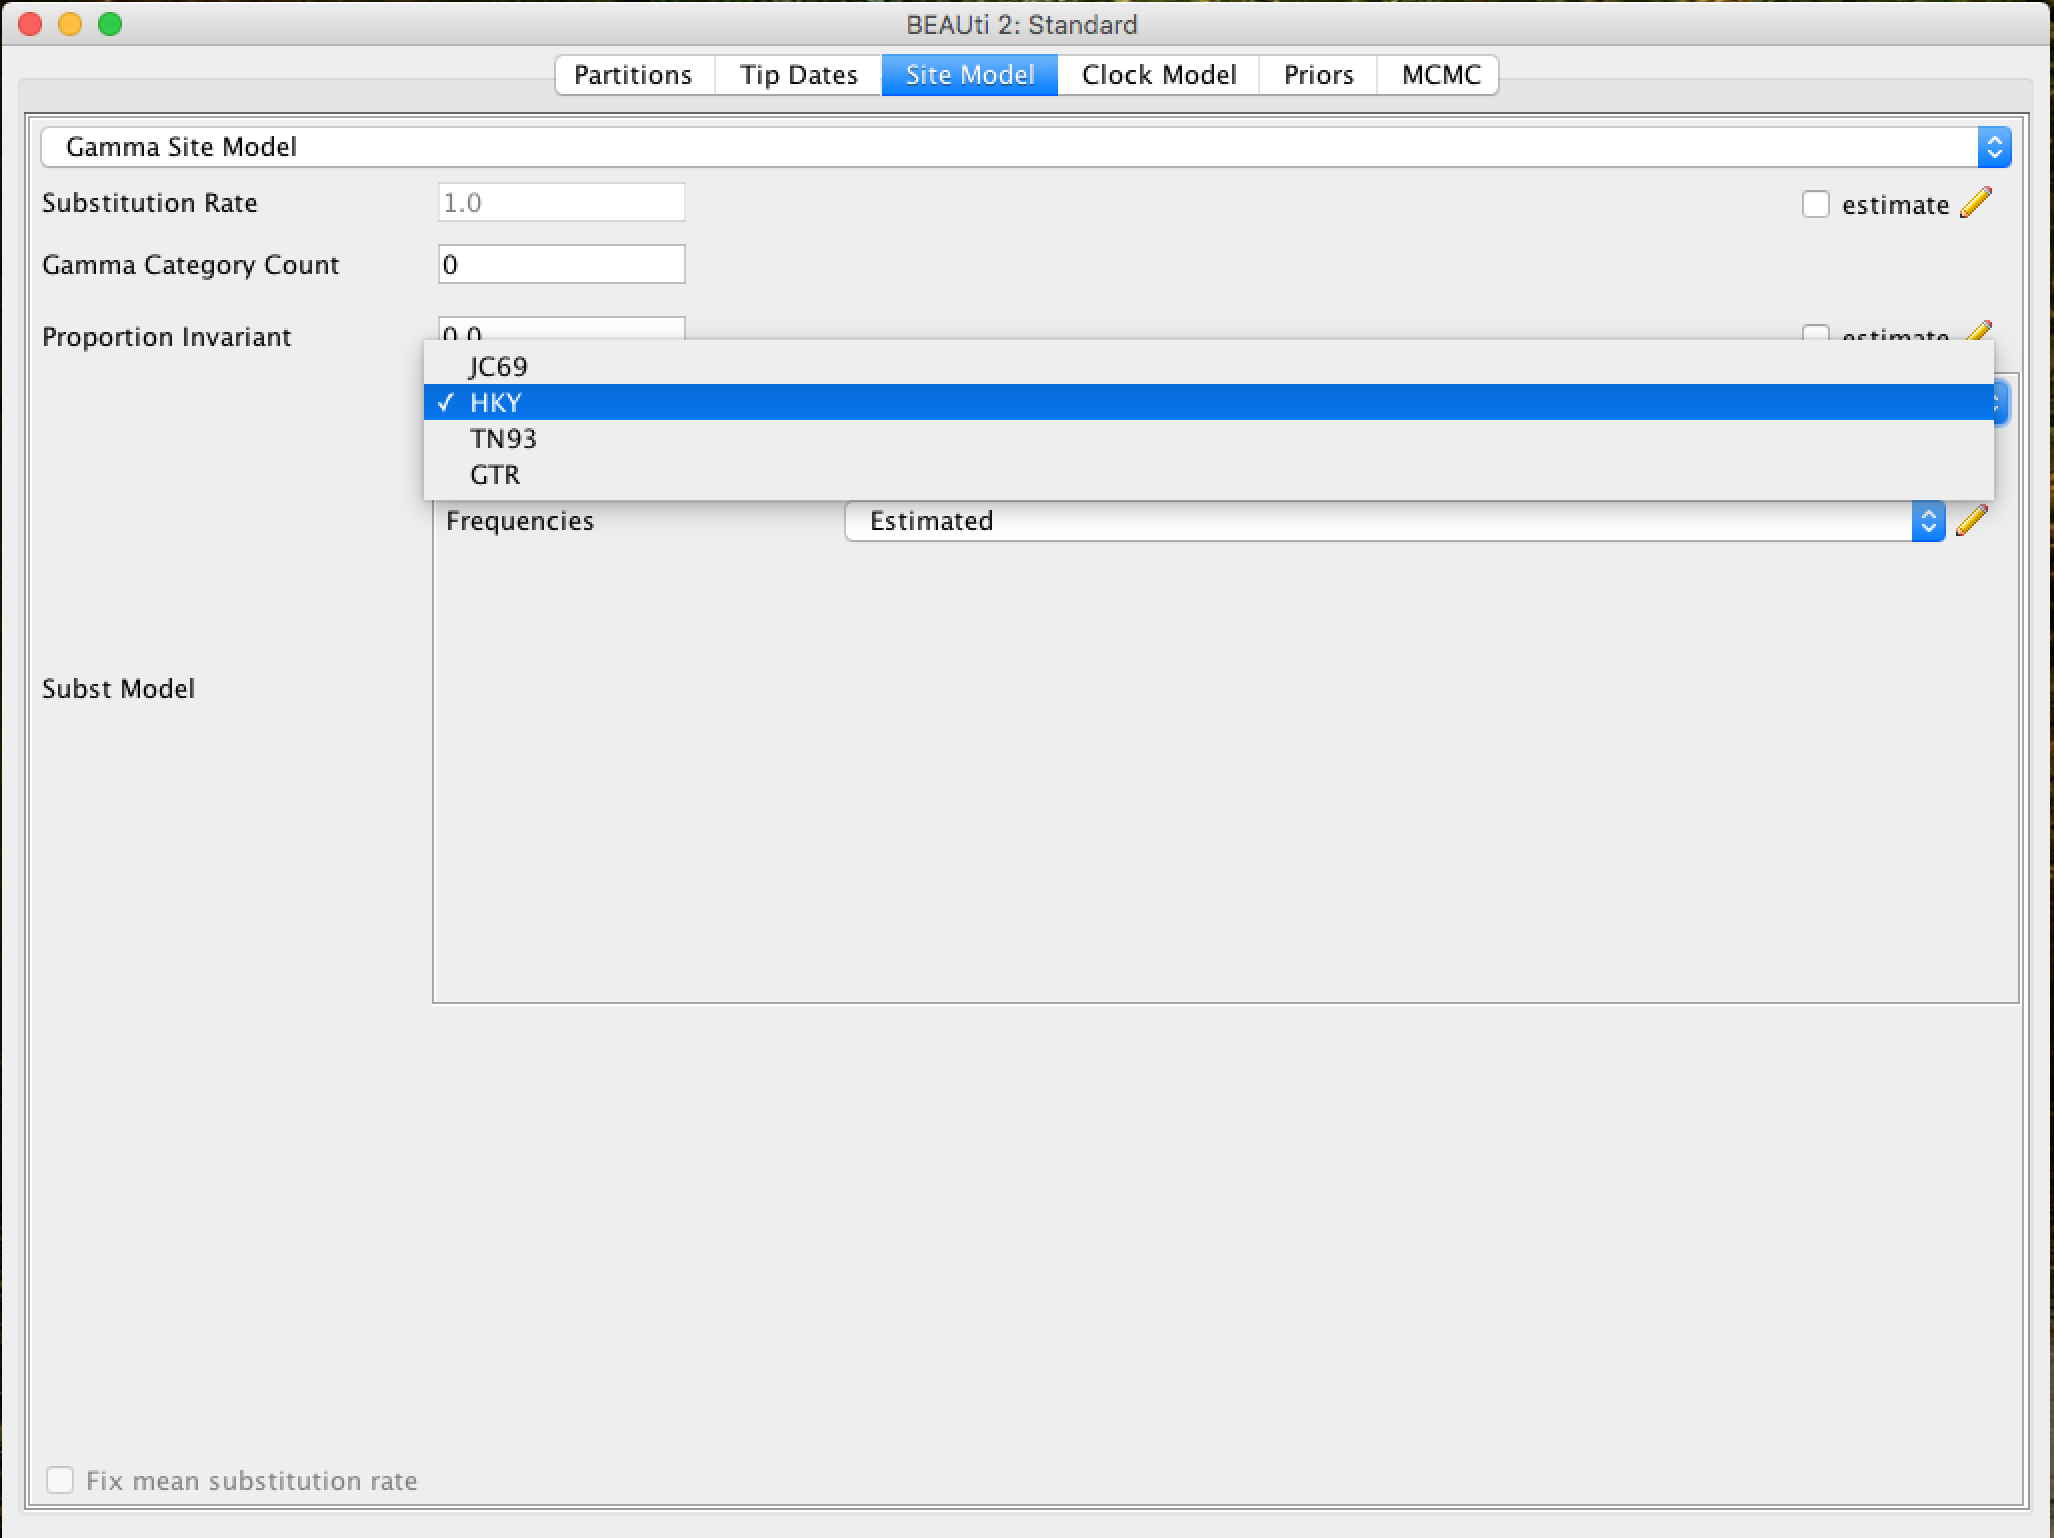 BEAUti 2: Standard
Partitions Tip Dates Site Model Clock Model Priors MCMC
Gamma Site Model
Substitution Rate 1.0 estimate
Gamma Category Count 0
Proportion Invariant 0.0 estimate
JC69
✓ HKY
TN93
GTR
Frequencies Estimated
Subst Model
Fix mean substitution rate